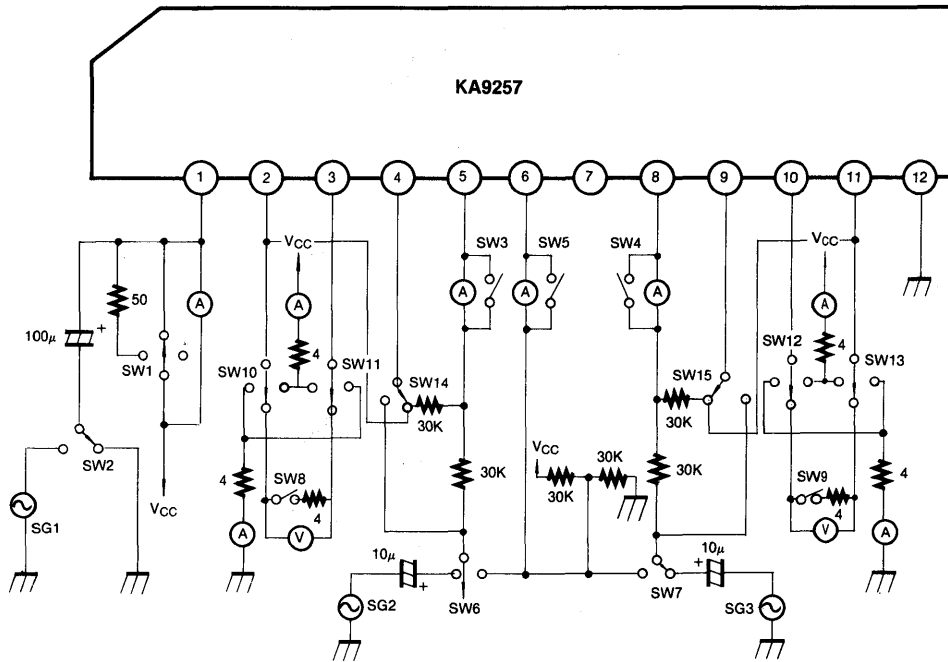 KA9257
1 2 3 4 5 6 7 8 9 10 11 12
SW3 SW5 SW4
VCC VCC
A A A A
50 A A
100μ + SW1 4 SW12 4 SW13
SW10 SW11 SW14 SW15
30K 30K
SW2 VCC
4 30K 30K 30K 30K 4
SW8 SW9
VCC 4 4
SG1 A V V A
10μ 10μ
+ +
SG2 SW6 SW7 SG3